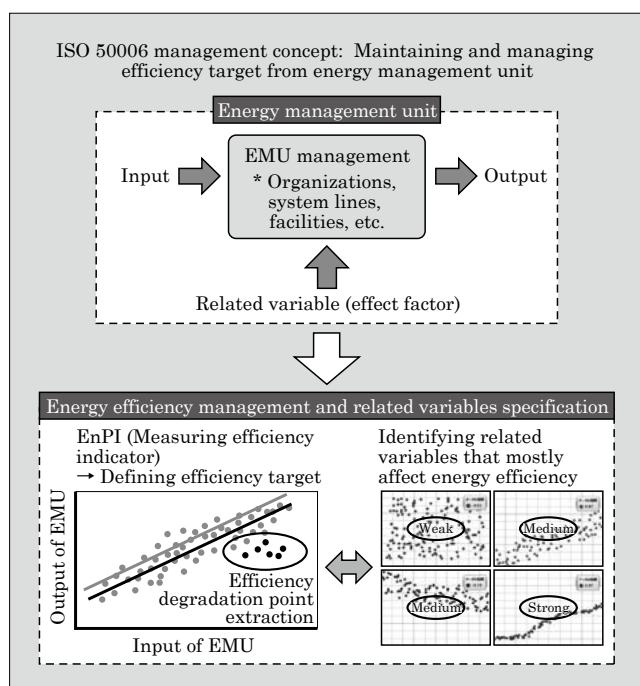 ISO 50006 management concept: Maintaining and managing
efficiency target from energy management unit
Energy management unit
Input
EMU management
* Organizations,
system lines,
facilities, etc.
Output
Related variable (effect factor)
Energy efficiency management and related variables specification
EnPI (Measuring efficiency
indicator)
→ Defining efficiency target
Output of EMU
Efficiency
degradation point
extraction
Input of EMU
Identifying related
variables that mostly
affect energy efficiency
Weak
Medium
Medium
Strong